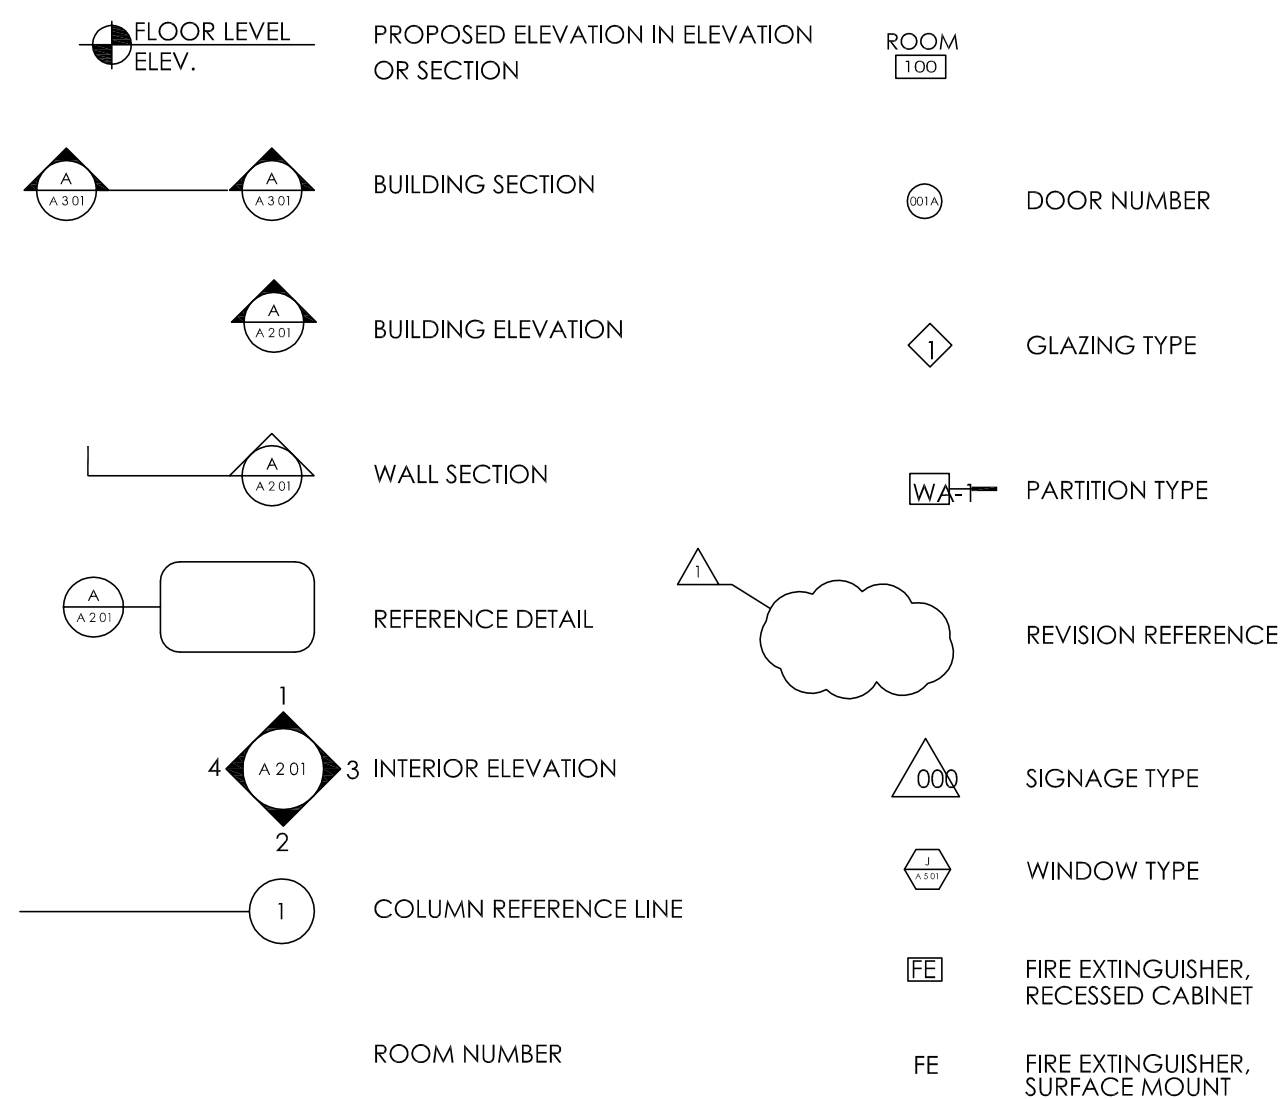 FLOOR LEVEL
ELEV.
PROPOSED ELEVATION IN ELEVATION
OR SECTION
A
A301
A
A301
BUILDING SECTION
A
A201
BUILDING ELEVATION
A
A201
WALL SECTION
A
A201
REFERENCE DETAIL
1
4
A201
3
2
INTERIOR ELEVATION
1
COLUMN REFERENCE LINE
ROOM NUMBER
ROOM
100
001A
DOOR NUMBER
1
GLAZING TYPE
WA-1
PARTITION TYPE
1
REVISION REFERENCE
000
SIGNAGE TYPE
J
A501
WINDOW TYPE
FE
FIRE EXTINGUISHER,
RECESSED CABINET
FE
FIRE EXTINGUISHER,
SURFACE MOUNT